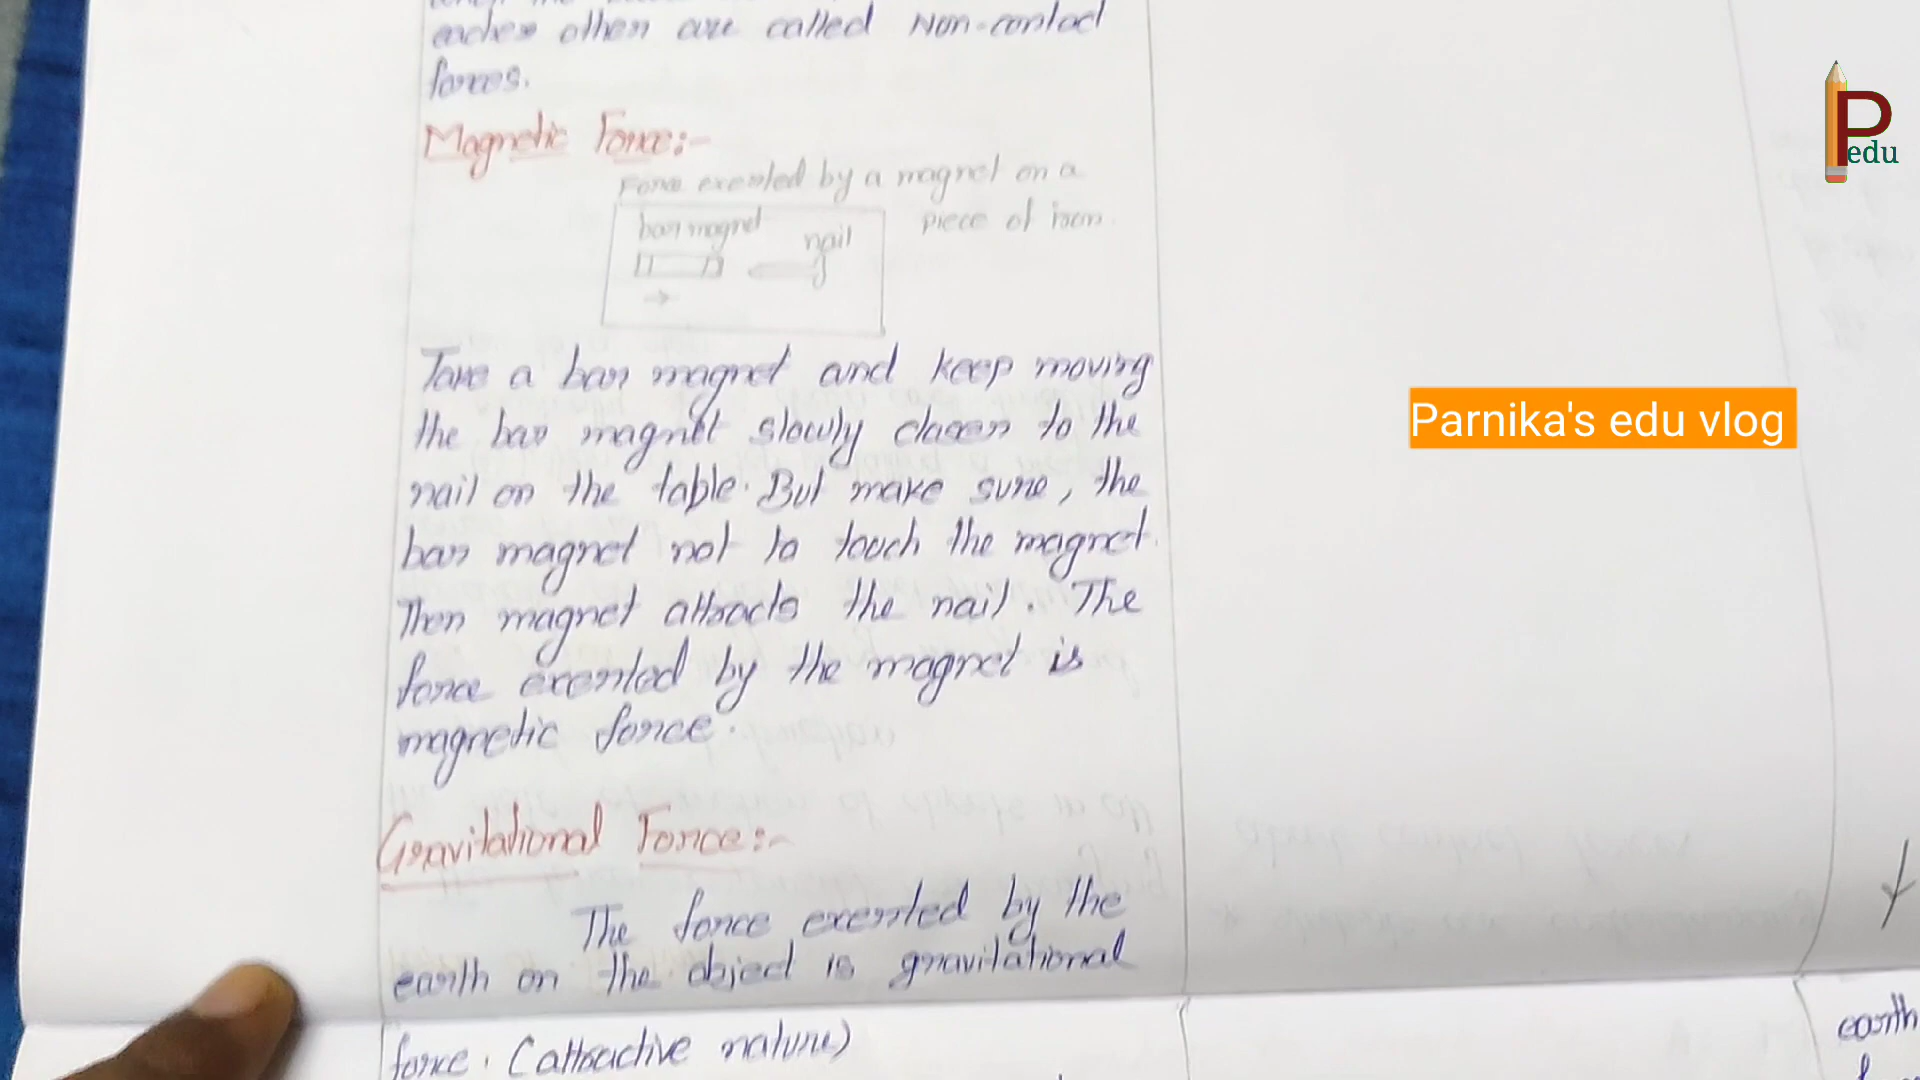 other are called Non-contact
forces.
Magnetic Force:-
Force exerted by a magnet on a
piece of iron.
bar magnet
nail
Take a bar magnet and keep moving
the bar magnet slowly closer to the
nail on the table. But make sure, the
bar magnet not to touch the magnet.
Then magnet attracts the nail. The
force exerted by the magnet is
magnetic force.
Gravitational Force:-
The force exerted by the
earth on the object is gravitational
force. (attractive nature)
earth
P
edu
Parnika's edu vlog